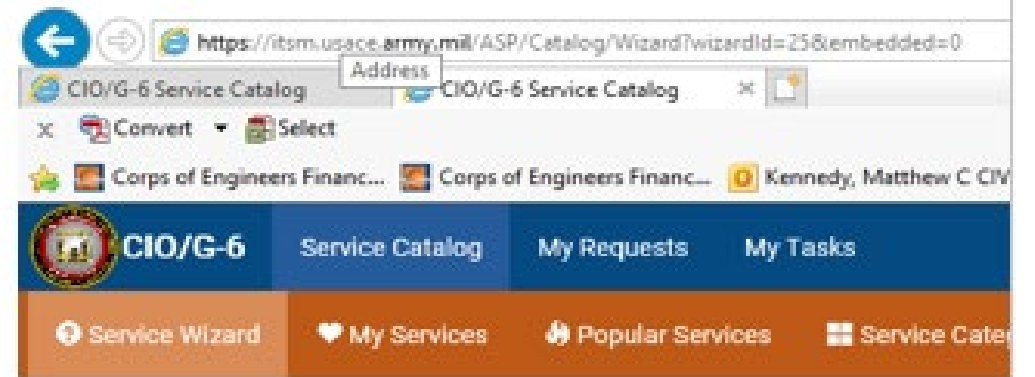 https://itsm.usace.army.mil/ASP/Catalog/Wizard?wizardId=25&embedded=0
Address
CIO/G-6 Service Catalog CIO/G-6 Service Catalog
x Convert Select
Corps of Engineers Financ... Corps of Engineers Financ... Kennedy, Matthew C CIV
CIO/G-6 Service Catalog My Requests My Tasks
Service Wizard My Services Popular Services Service Categ